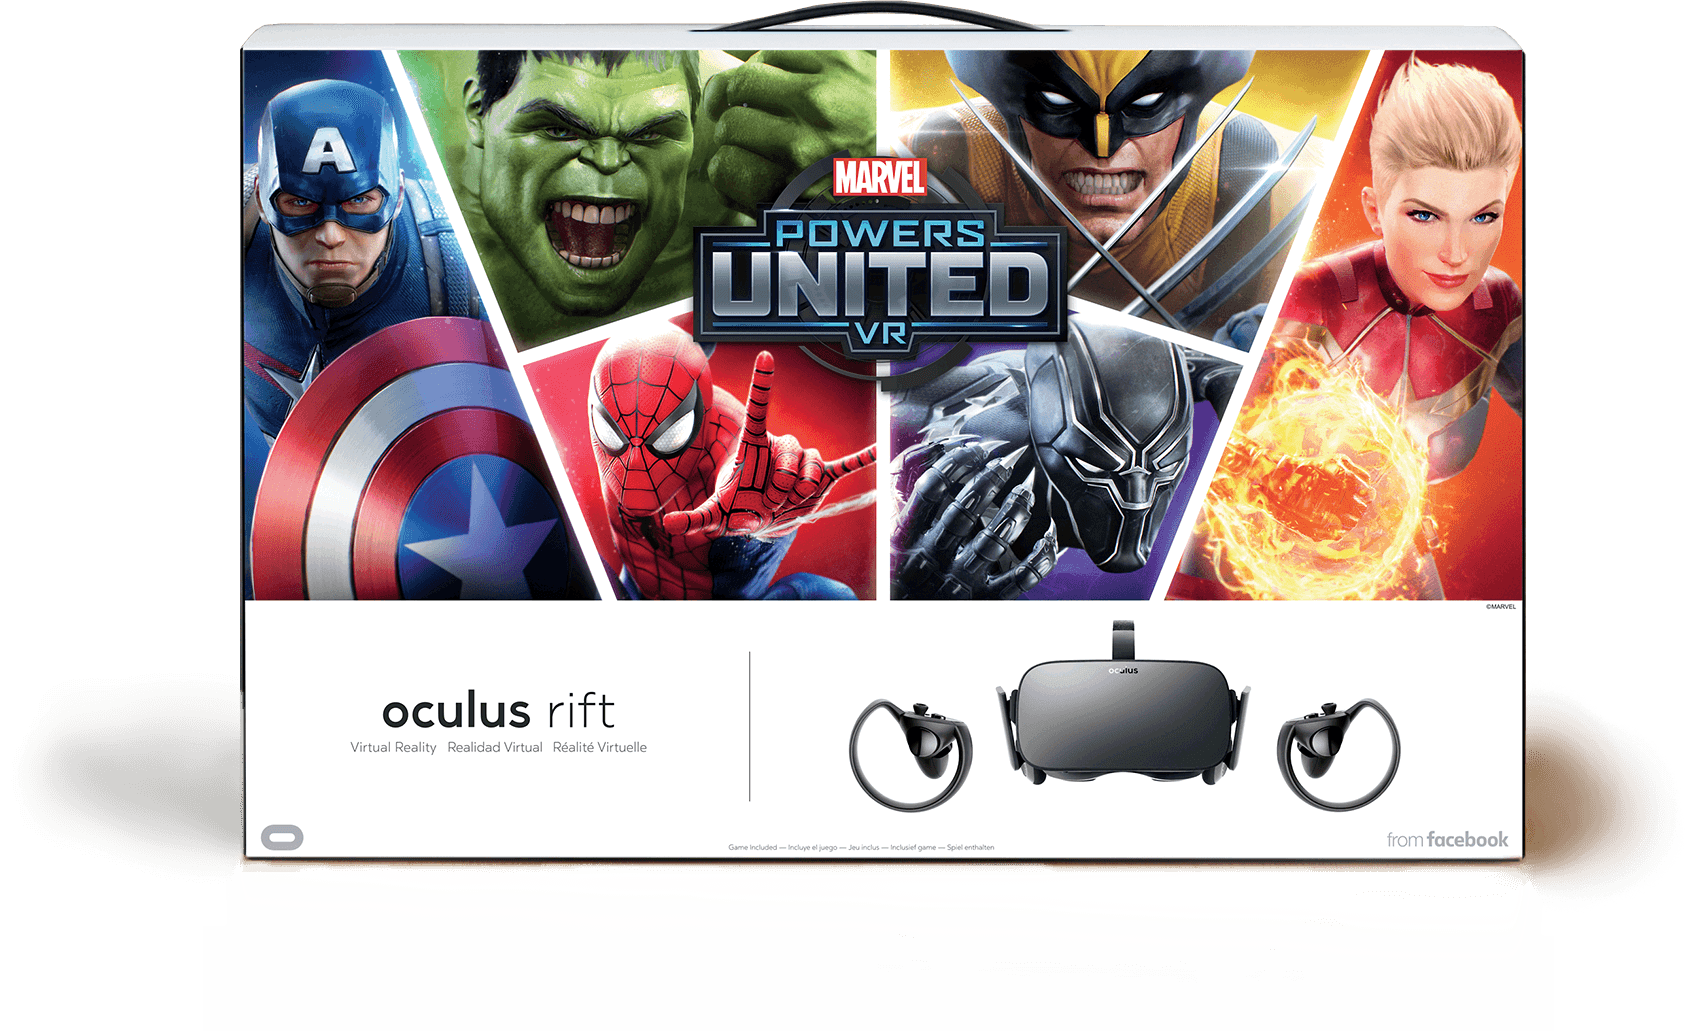 A
MARVEL
POWERS
UNITED
VR
©MARVEL
oculus
oculus rift
Virtual Reality Realidad Virtual Réalité Virtuelle
from facebook
Game Included — Incluye el juego — Jeu inclus — Inclusief game — Spiel enthalten